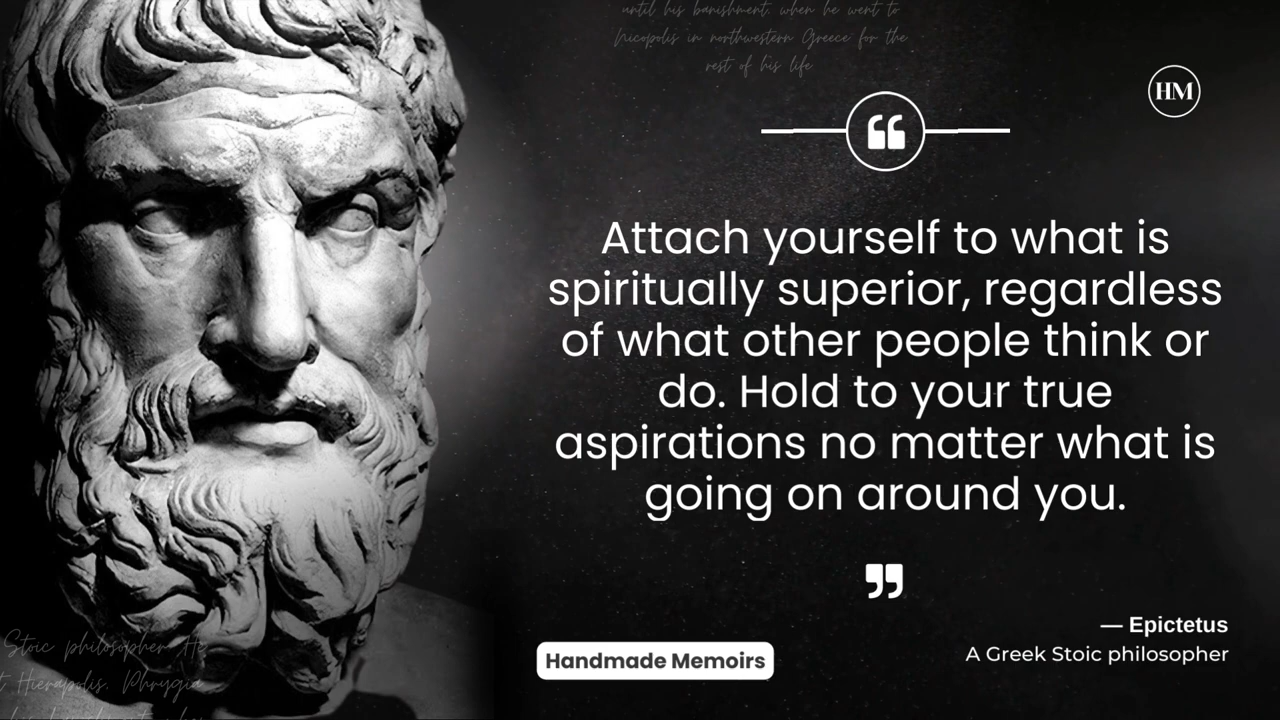 until his banishment, when he went to
Nicopolis in northwestern Greece for the
rest of his life
HM
“
Attach yourself to what is
spiritually superior, regardless
of what other people think or
do. Hold to your true
aspirations no matter what is
going on around you.
”
— Epictetus
A Greek Stoic philosopher
Handmade Memoirs
Stoic philosopher. He
Hierapolis, Phrygia